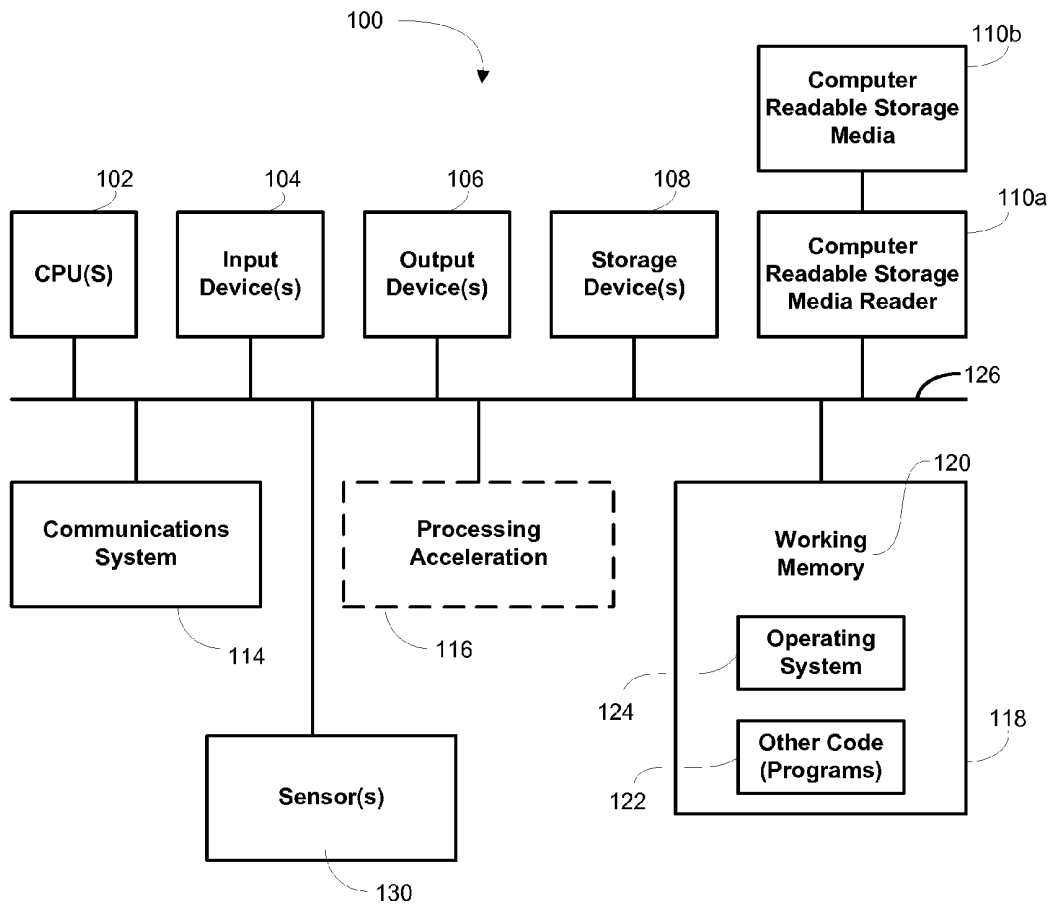 100
110b
Computer
Readable Storage
Media
102
104
106
108
110a
CPU(S)
Input
Device(s)
Output
Device(s)
Storage
Device(s)
Computer
Readable Storage
Media Reader
126
Communications
System
114
Processing
Acceleration
116
120
Working
Memory
Operating
System
124
Other Code
(Programs)
122
118
Sensor(s)
130